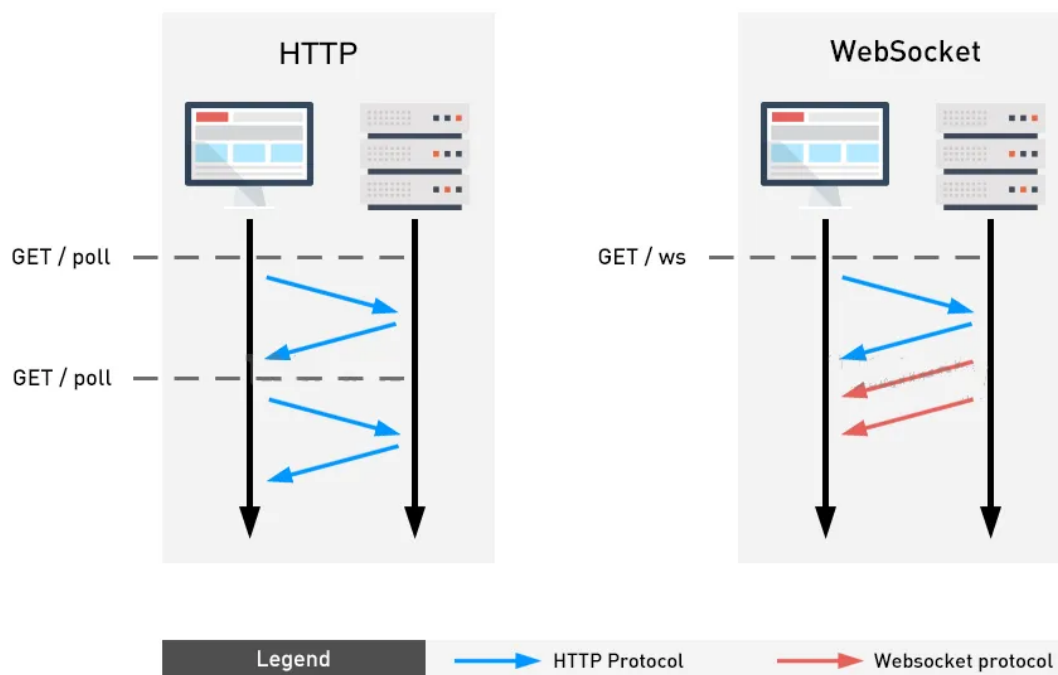 HTTP
WebSocket
GET / poll
GET / ws
GET / poll
Legend
HTTP Protocol
Websocket protocol